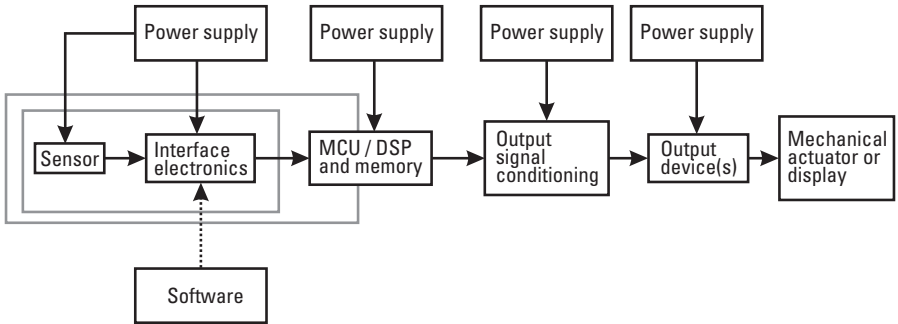 Power supply
Power supply
Power supply
Power supply
Sensor
Interface
electronics
MCU / DSP
and memory
Output
signal
conditioning
Output
device(s)
Mechanical
actuator or
display
Software